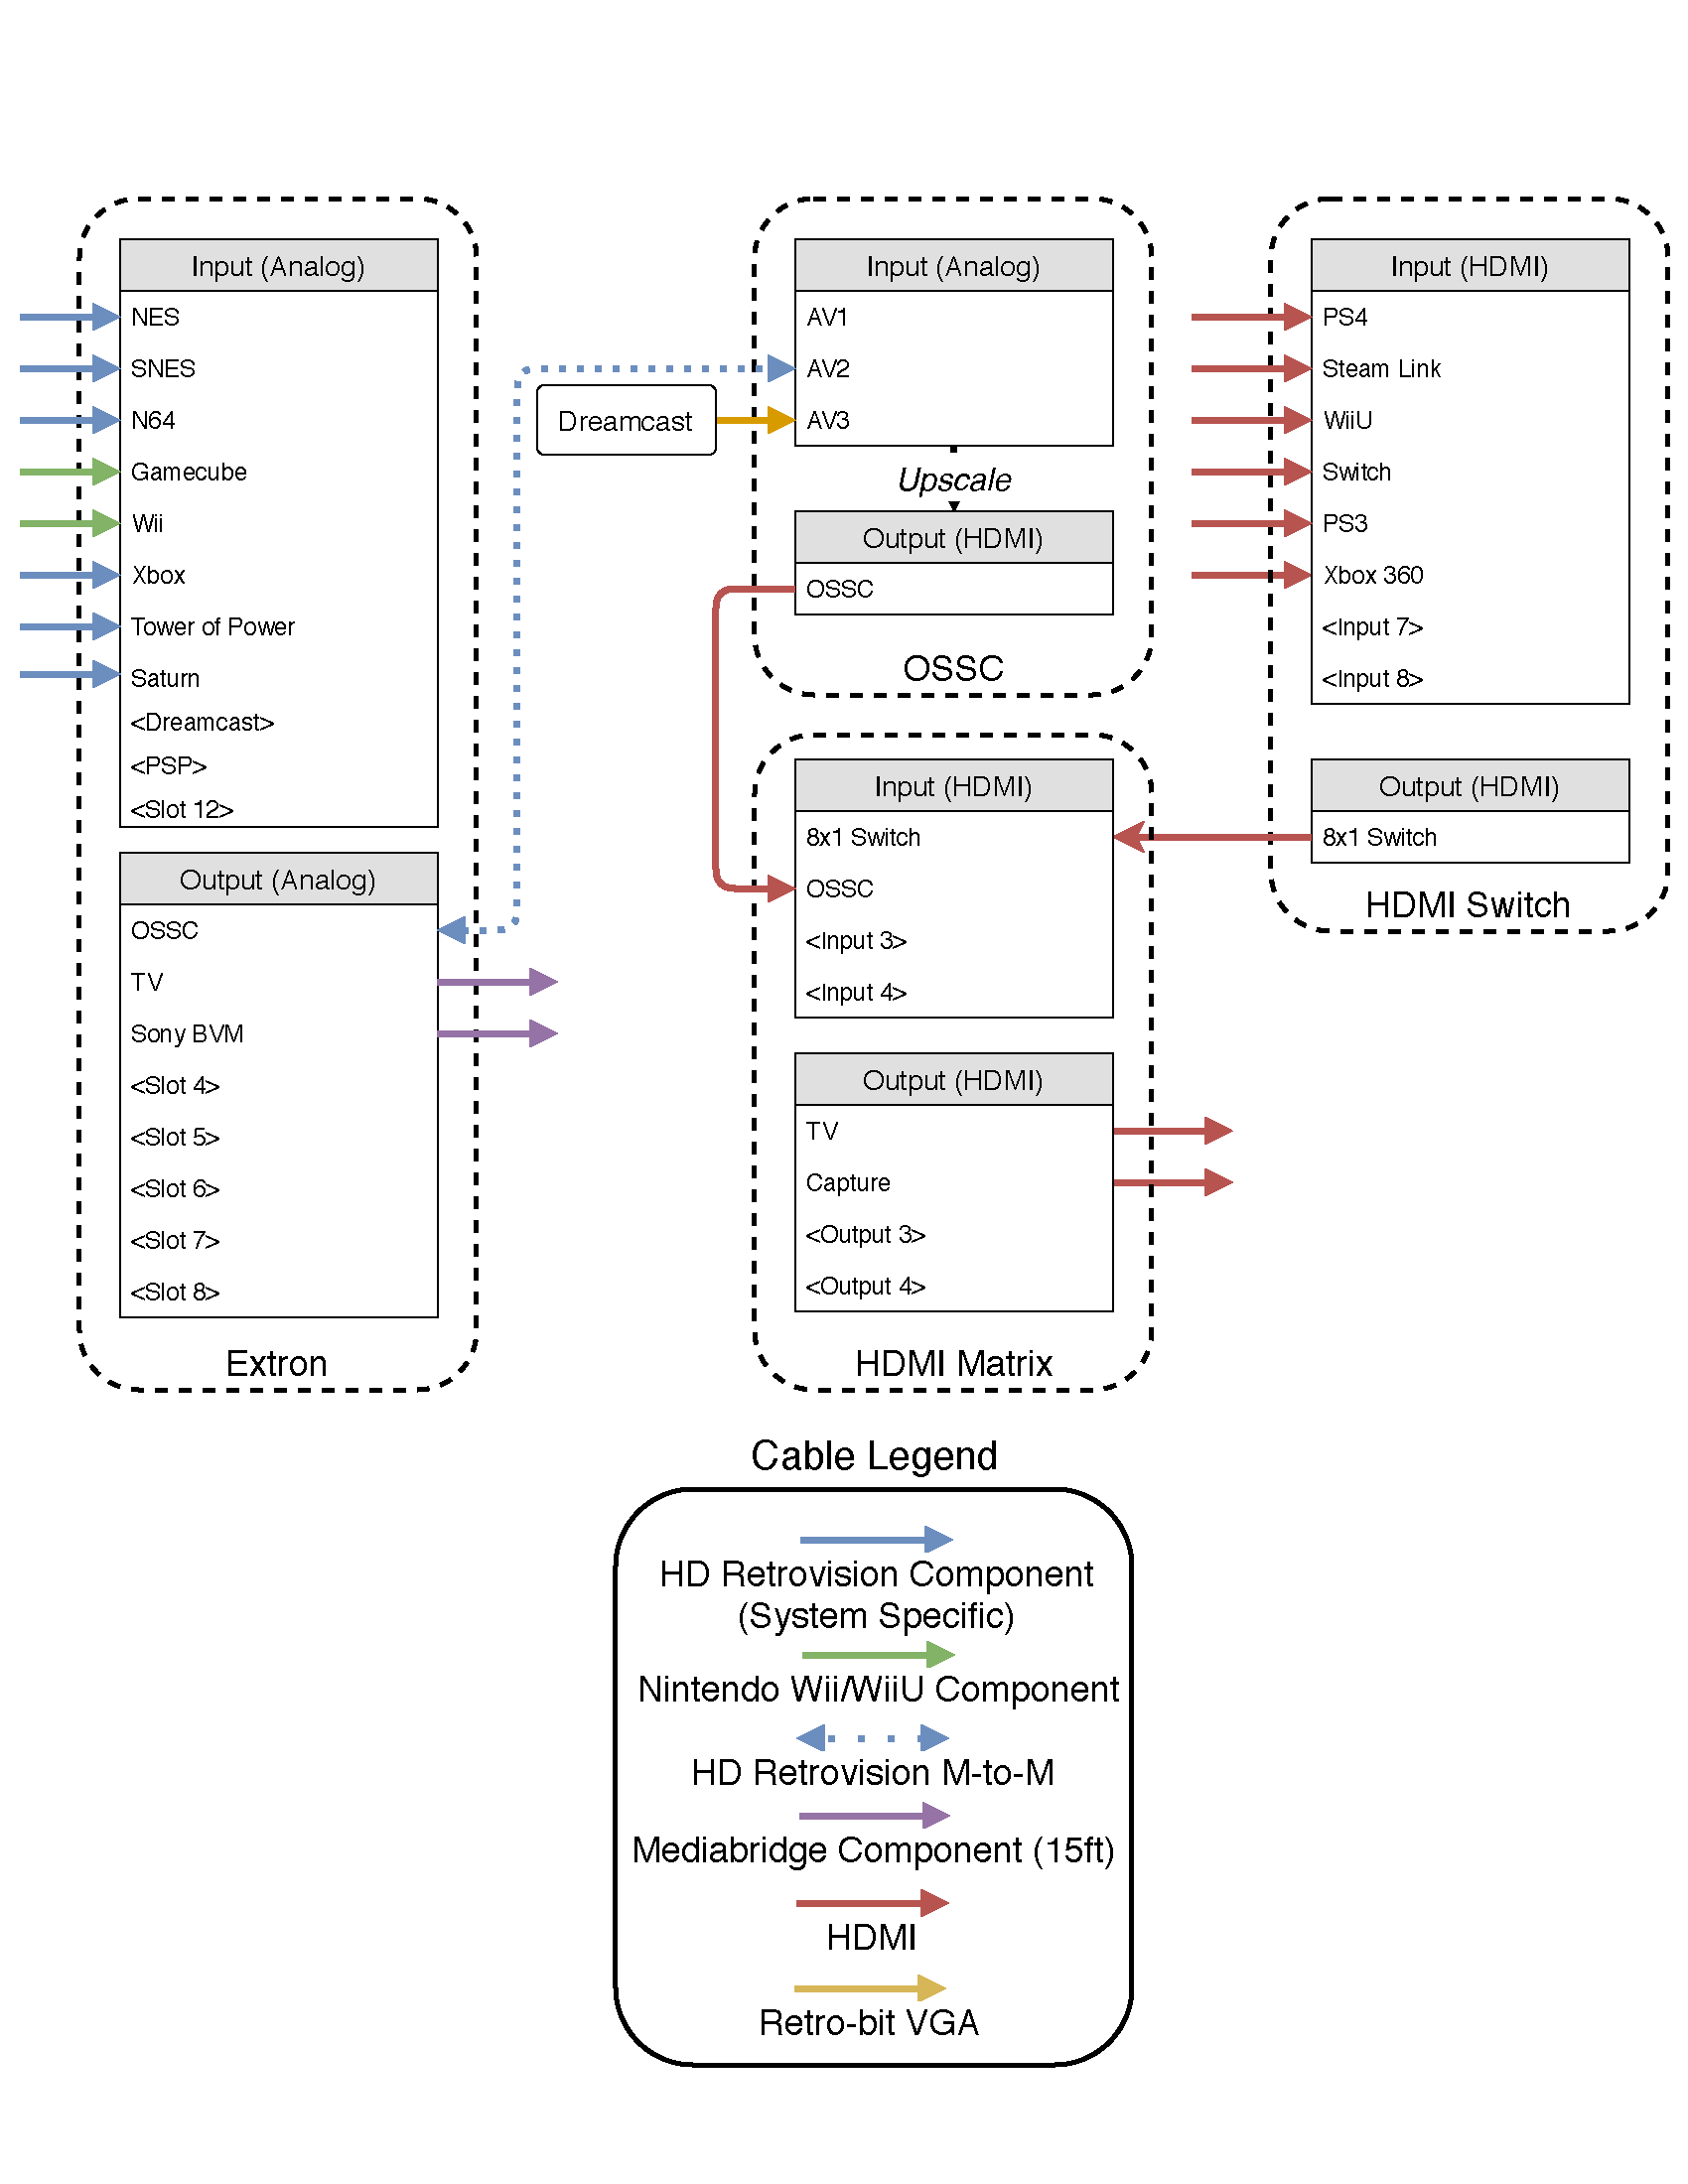 Input (Analog)
NES
SNES
N64
Gamecube
Wii
Xbox
Tower of Power
Saturn
<Dreamcast>
<PSP>
<Slot 12>
Output (Analog)
OSSC
TV
Sony BVM
<Slot 4>
<Slot 5>
<Slot 6>
<Slot 7>
<Slot 8>
Extron
Dreamcast
Input (Analog)
AV1
AV2
AV3
Upscale
Output (HDMI)
OSSC
OSSC
Input (HDMI)
8x1 Switch
OSSC
<Input 3>
<Input 4>
Output (HDMI)
TV
Capture
<Output 3>
<Output 4>
HDMI Matrix
Input (HDMI)
PS4
Steam Link
WiiU
Switch
PS3
Xbox 360
<Input 7>
<Input 8>
Output (HDMI)
8x1 Switch
HDMI Switch
Cable Legend
HD Retrovision Component
(System Specific)
Nintendo Wii/WiiU Component
HD Retrovision M-to-M
Mediabridge Component (15ft)
HDMI
Retro-bit VGA